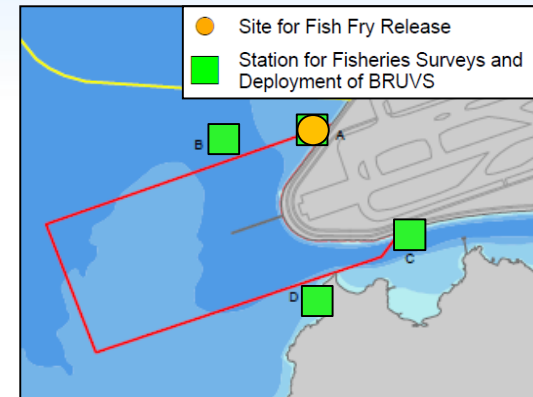 Site for Fish Fry Release
Station for Fisheries Surveys and
Deployment of BRUVS
A
B
C
D